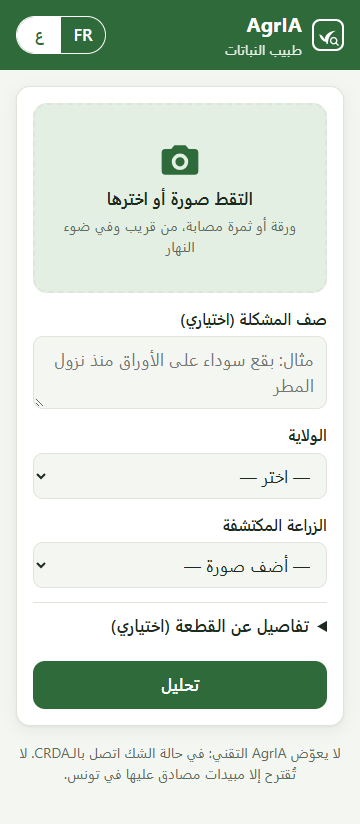 AgrIA
طبيب النباتات
FR
ع
التقط صورة أو اخترها
ورقة أو ثمرة مصابة، من قريب وفي ضوء
النهار
صف المشكلة (اختياري)
مثال: بقع سوداء على الأوراق منذ نزول
المطر
الولاية
— اختر —
الزراعة المكتشفة
— أضف صورة —
تفاصيل عن القطعة (اختياري)
تحليل
لا يعوّض AgrIA التقني: في حالة الشك اتصل بالـCRDA. لا
تُقترح إلا مبيدات مصادق عليها في تونس.